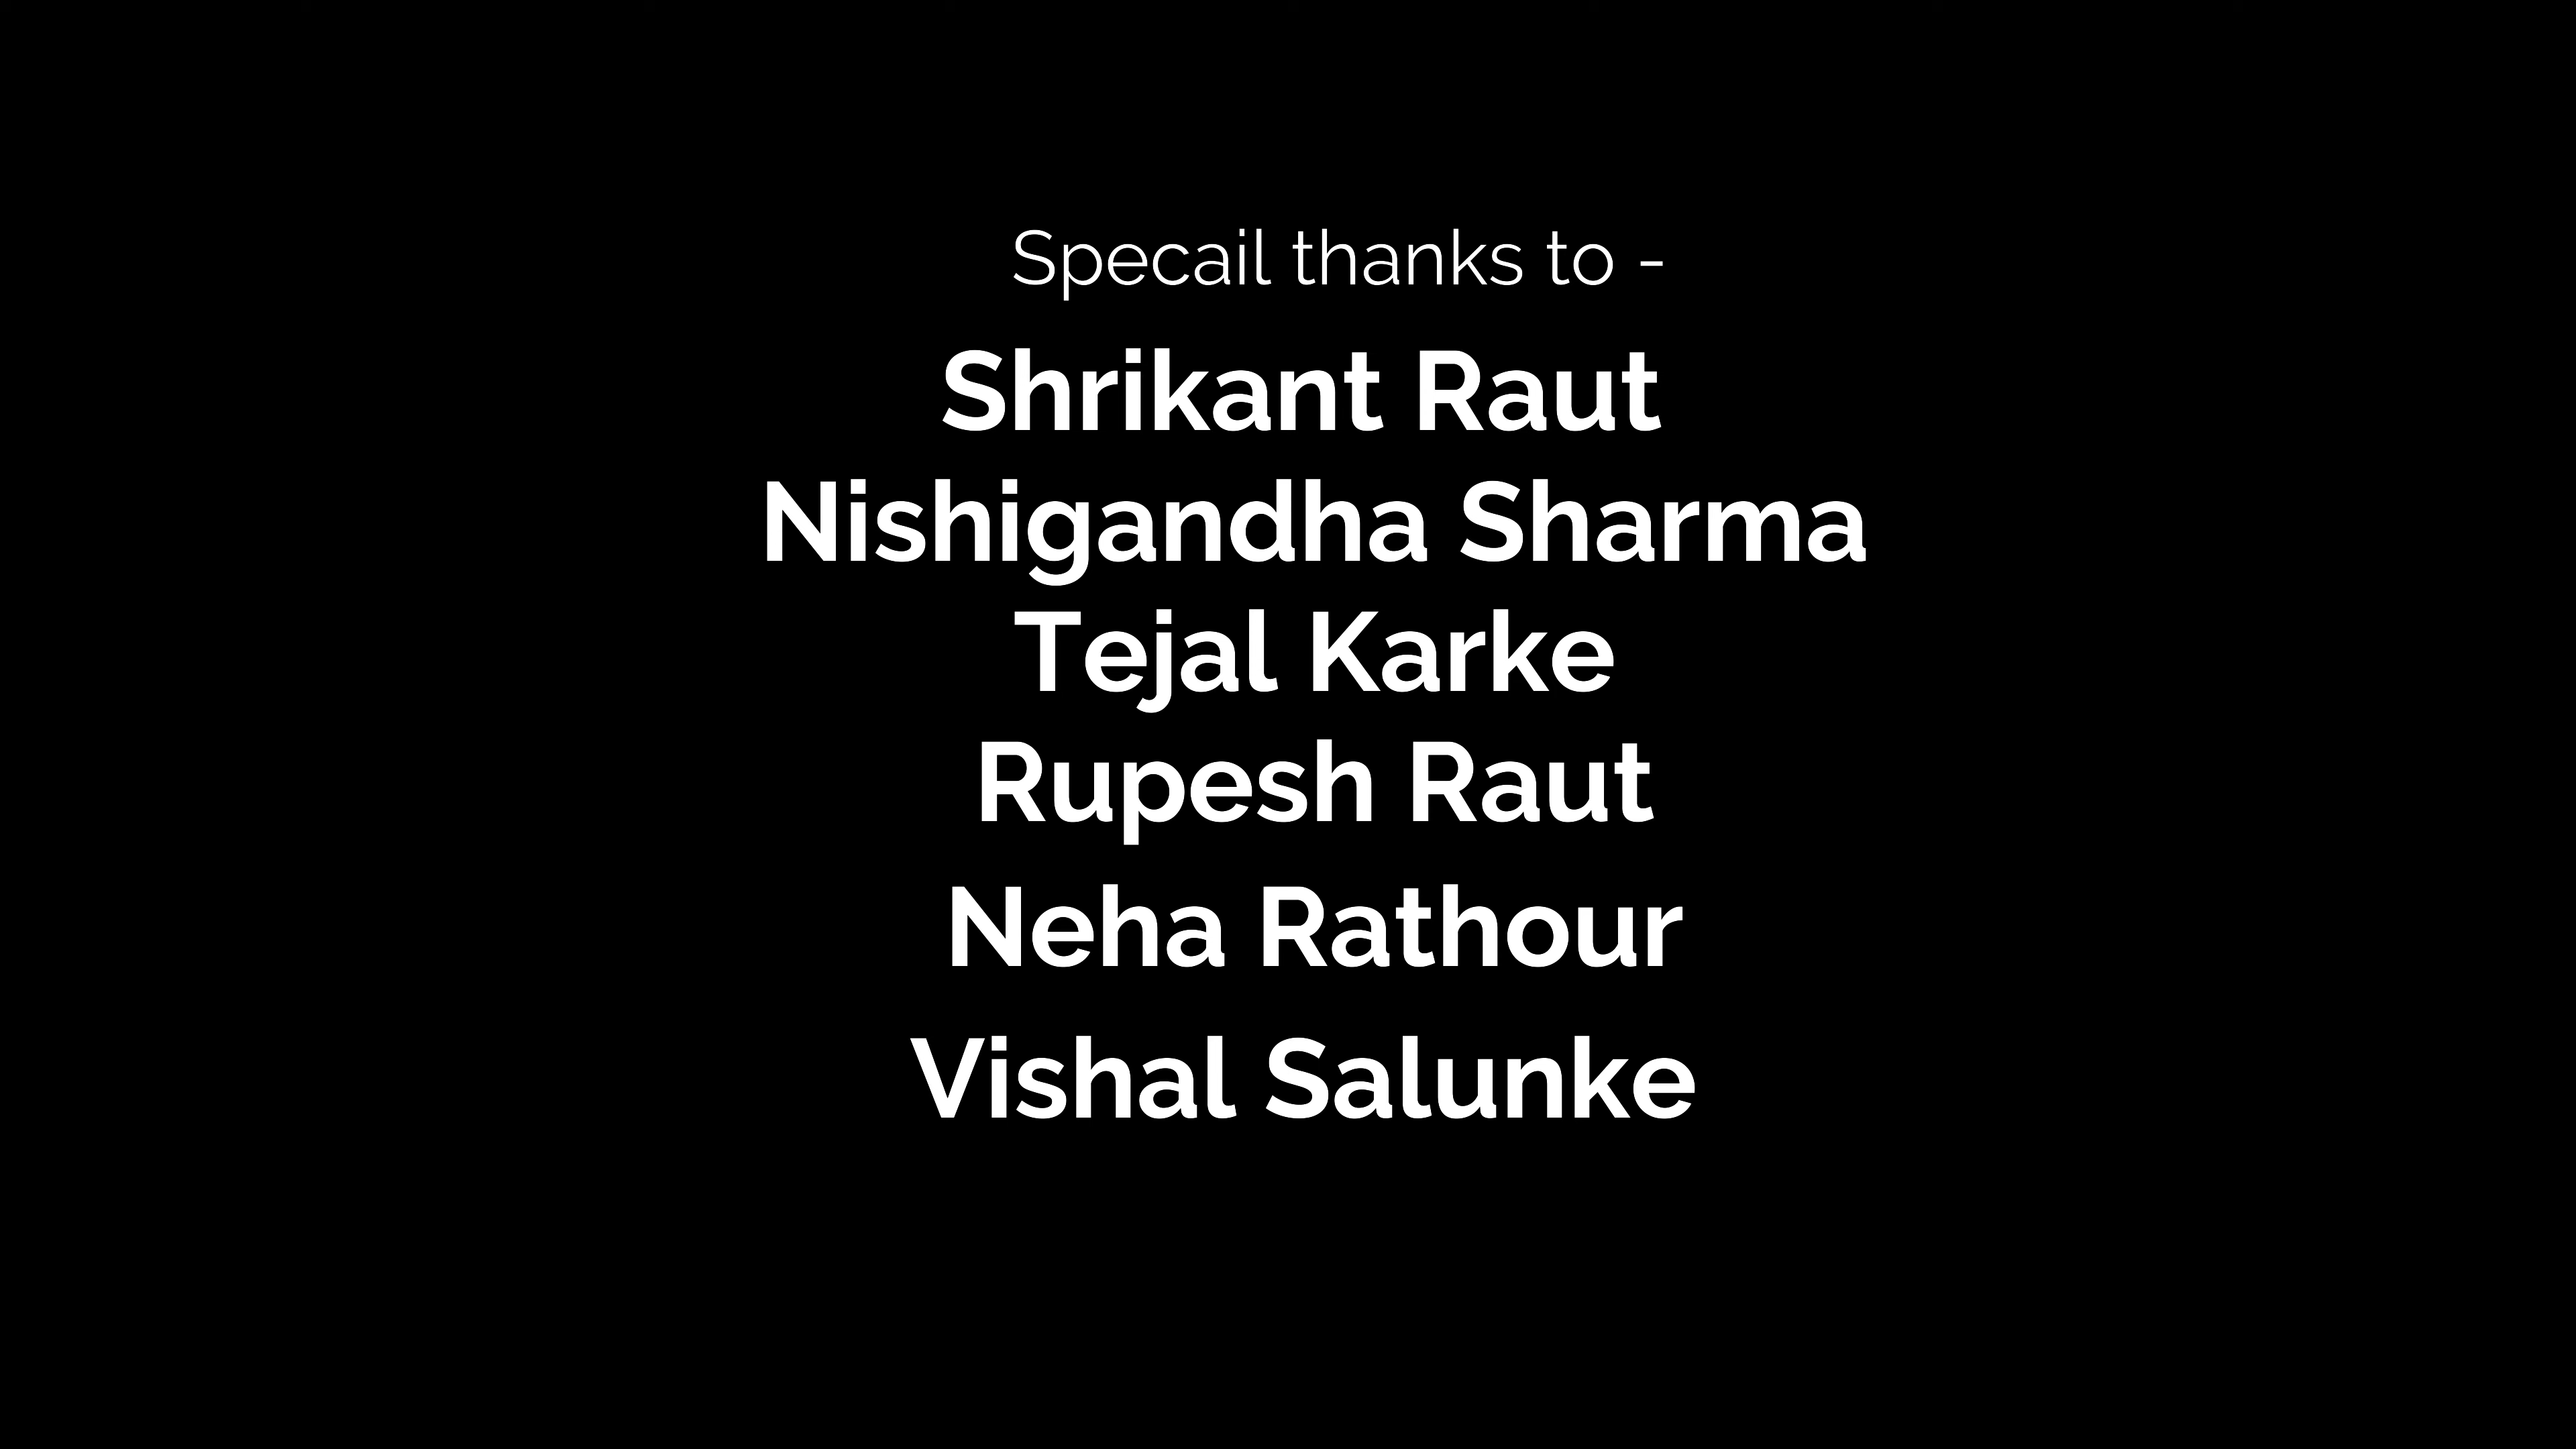 Specail thanks to -
Shrikant Raut
Nishigandha Sharma
Tejal Karke
Rupesh Raut
Neha Rathour
Vishal Salunke